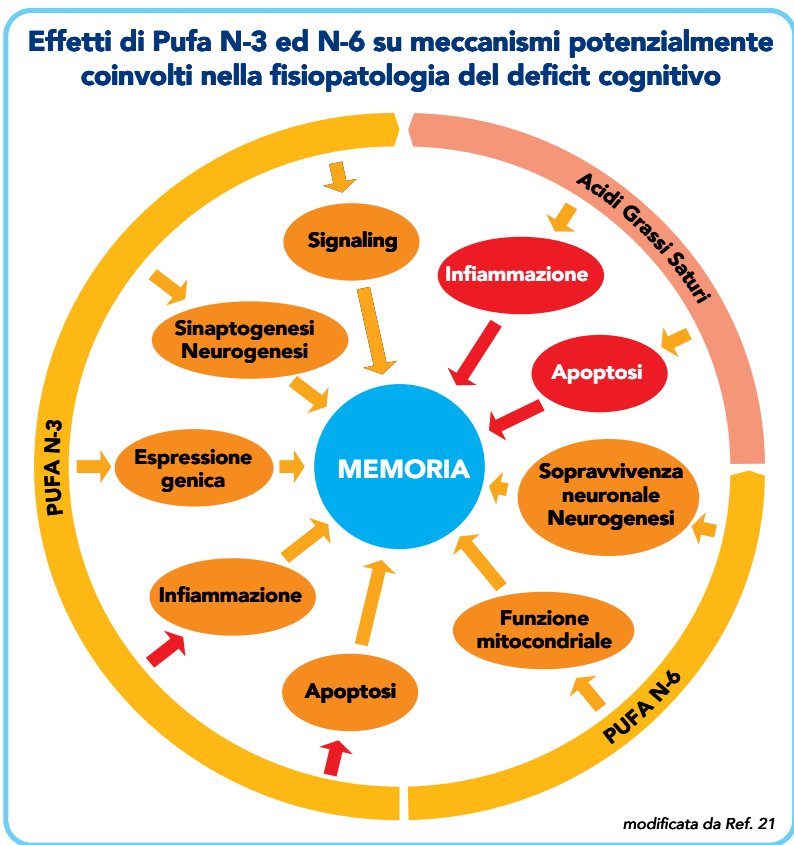 Effetti di Pufa N-3 ed N-6 su meccanismi potenzialmente
coinvolti nella fisiopatologia del deficit cognitivo
Acidi Grassi Saturi
Signaling
Infiammazione
Sinaptogenesi
Neurogenesi
Apoptosi
PUFA N-3
Espressione
genica
MEMORIA
Sopravvivenza
neuronale
Neurogenesi
Infiammazione
Funzione
mitocondriale
Apoptosi
PUFA N-6
modificata da Ref. 21